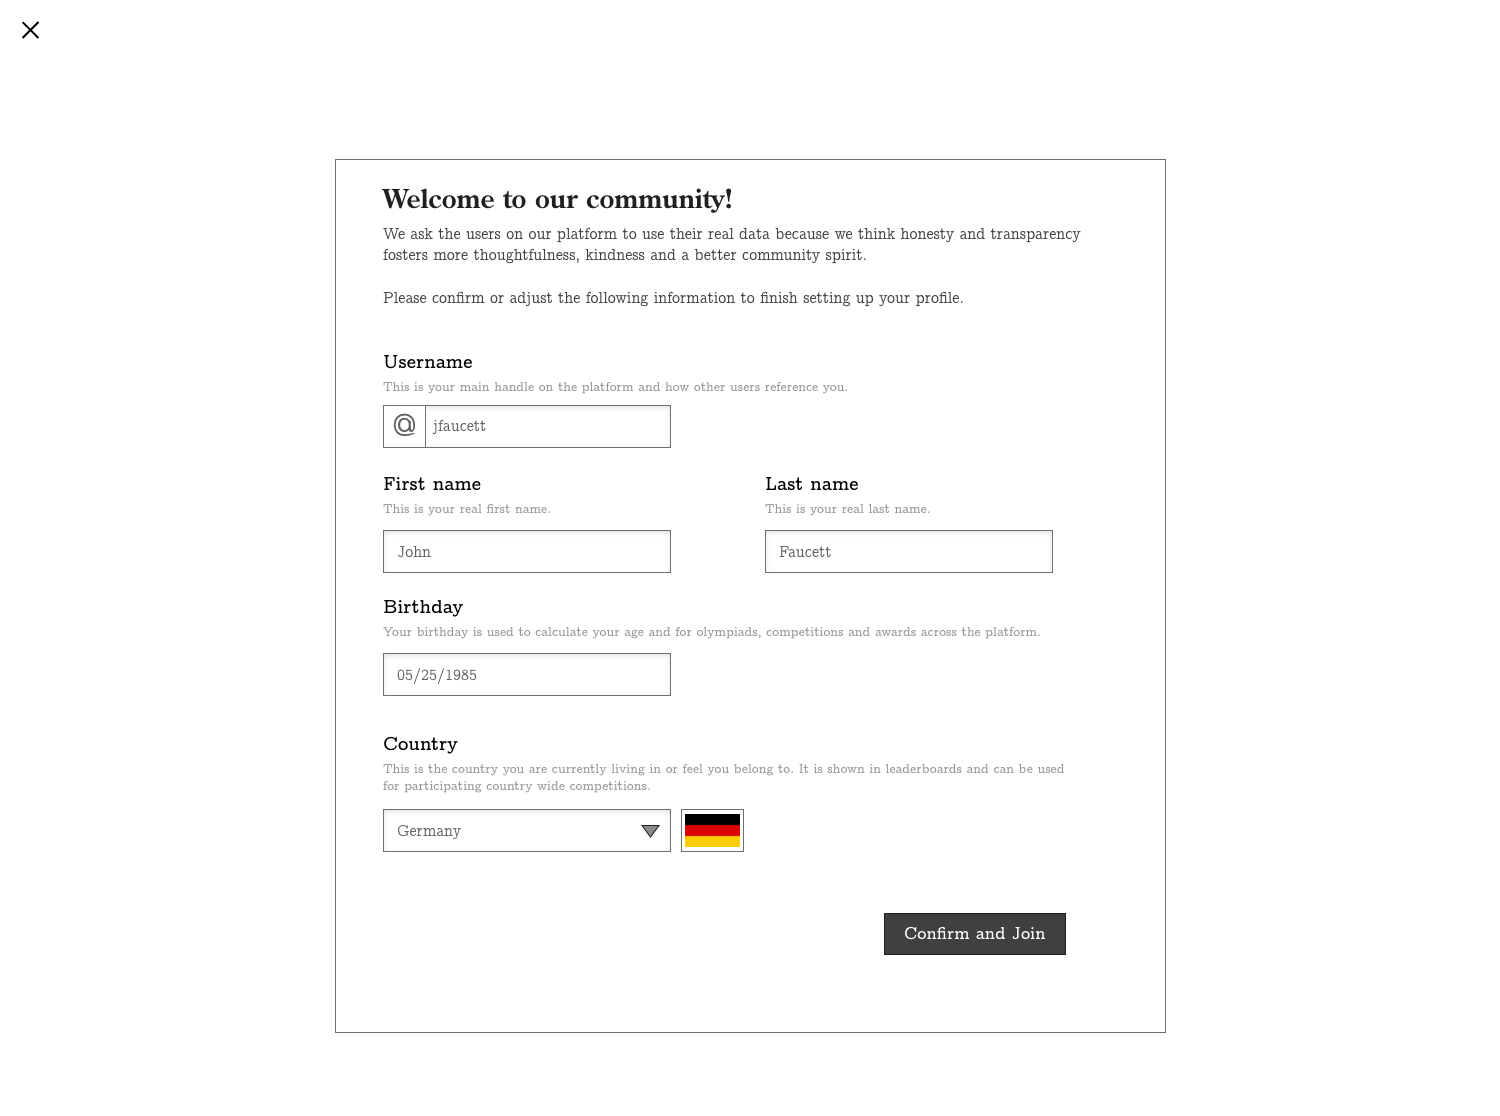 Welcome to our community!
We ask the users on our platform to use their real data because we think honesty and transparency
fosters more thoughtfulness, kindness and a better community spirit.
Please confirm or adjust the following information to finish setting up your profile.
Username
This is your main handle on the platform and how other users reference you.
@ jfaucett
First name
This is your real first name.
John
Last name
This is your real last name.
Faucett
Birthday
Your birthday is used to calculate your age and for olympiads, competitions and awards across the platform.
05/25/1985
Country
This is the country you are currently living in or feel you belong to. It is shown in leaderboards and can be used
for participating country wide competitions.
Germany
Confirm and Join